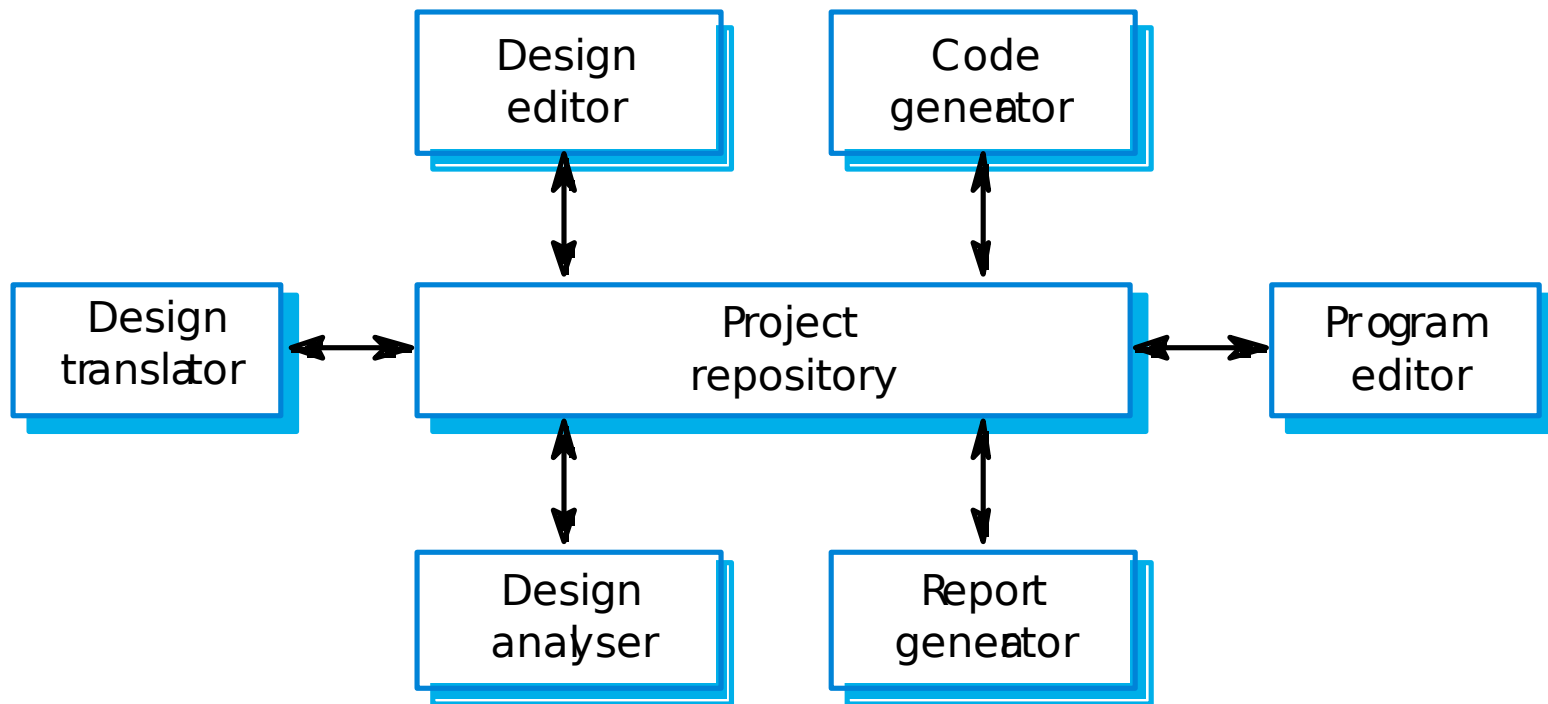 Design
editor
Code
generator
Design
translator
Project
repository
Program
editor
Design
analyser
Report
generator